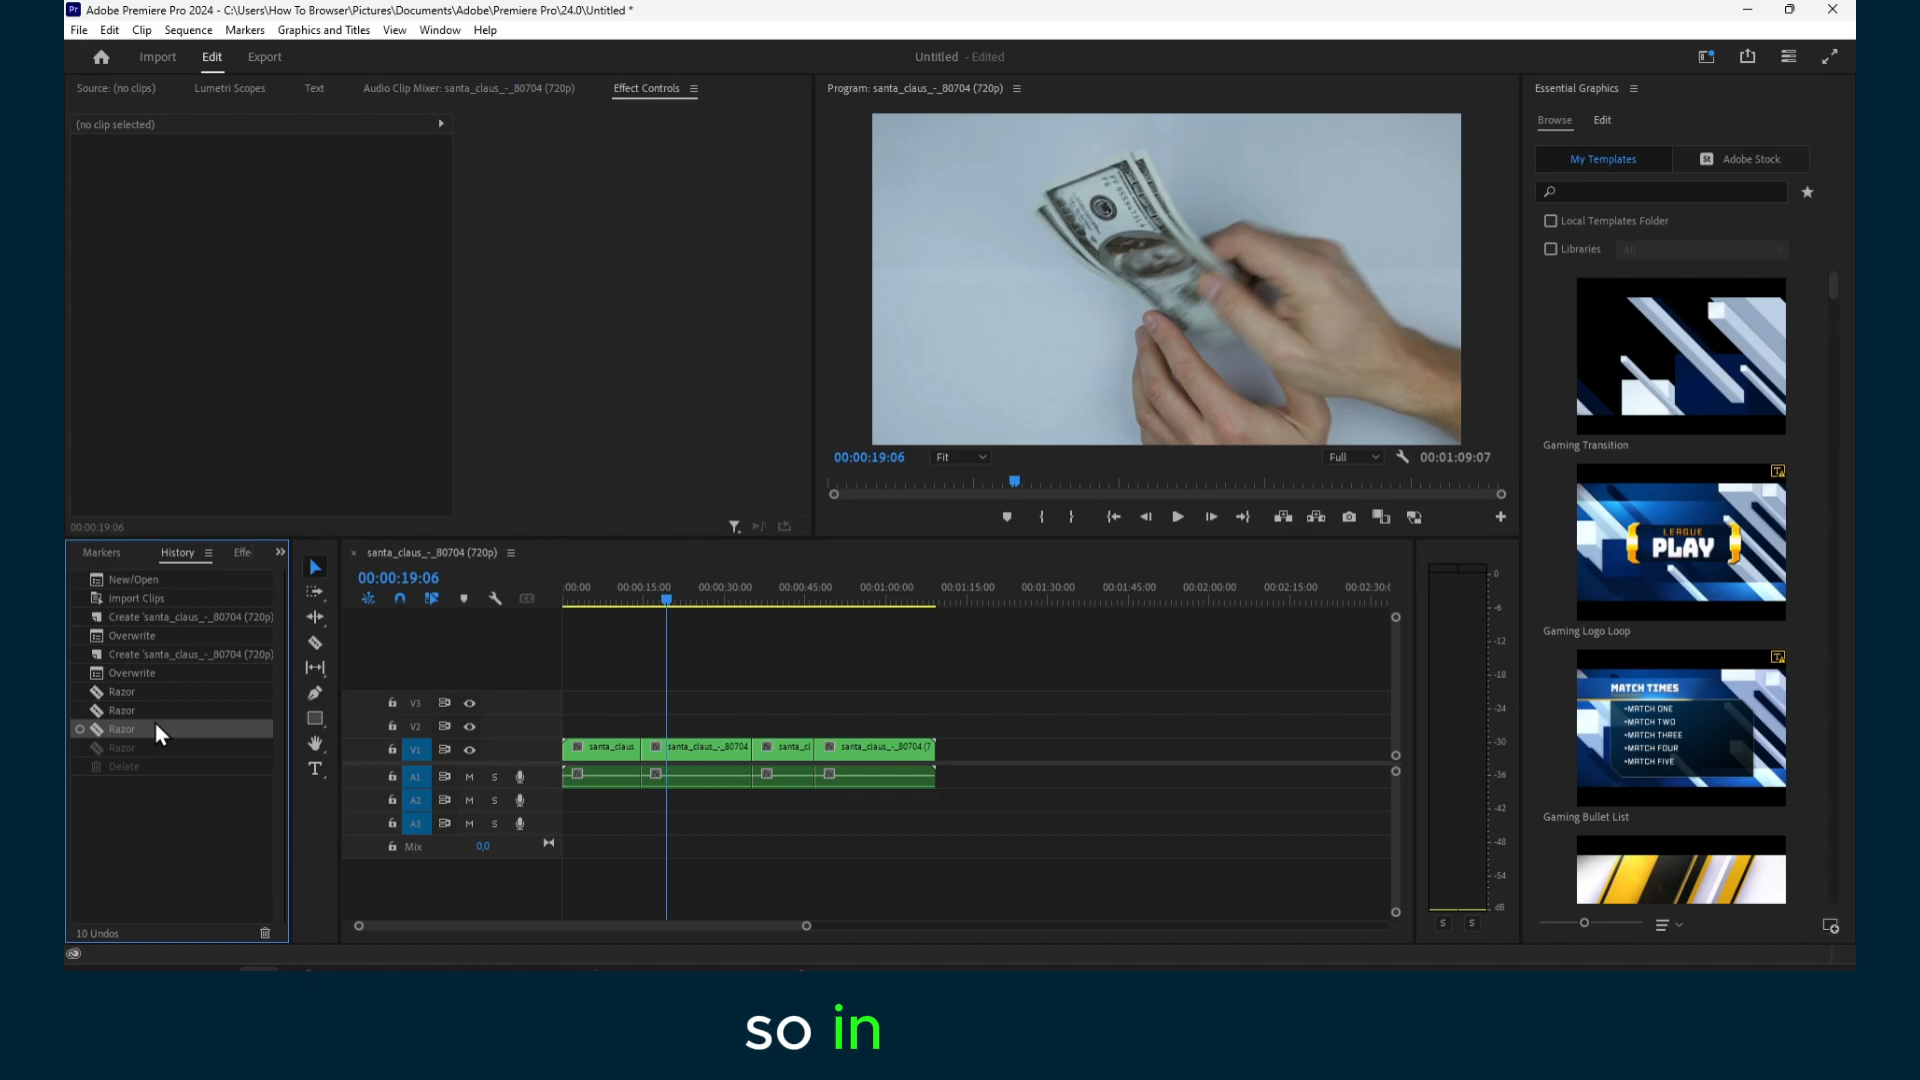 Adobe Premiere Pro 2024 - C:\Users\How To Browser\Pictures\Documents\Adobe\Premiere Pro\24.0\Untitled *
File Edit Clip Sequence Markers Graphics and Titles View Window Help
Import Edit Export Untitled - Edited
Source: (no clips) Lumetri Scopes Text Audio Clip Mixer: santa_claus_-_80704 (720p) Effect Controls
Program: santa_claus_-_80704 (720p)
Essential Graphics
(no clip selected)
Browse Edit
My Templates St Adobe Stock
Local Templates Folder
Libraries All
Gaming Transition
LEAGUE
PLAY
Gaming Logo Loop
MATCH TIMES
•MATCH ONE
•MATCH TWO
•MATCH THREE
•MATCH FOUR
•MATCH FIVE
Gaming Bullet List
00:00:19:06 Fit Full 00:01:09:07
00:00:19:06
Markers History Effe
New/Open
Import Clips
Create 'santa_claus_-_80704 (720p)
Overwrite
Create 'santa_claus_-_80704 (720p)
Overwrite
Razor
Razor
Razor
Razor
Delete
10 Undos
santa_claus_-_80704 (720p)
00:00:19:06
:00:00 00:00:15:00 00:00:30:00 00:00:45:00 00:01:00:00 00:01:15:00 00:01:30:00 00:01:45:00 00:02:00:00 00:02:15:00 00:02:30:0
V3
V2
V1 fx santa_claus fx santa_claus_-_80704 fx santa_cl fx santa_claus_-_80704 (7
A1 M S
A2 M S
A3 M S
Mix 0,0
0
-6
-12
-18
-24
-30
-36
-42
-48
-54
dB
S S
so in